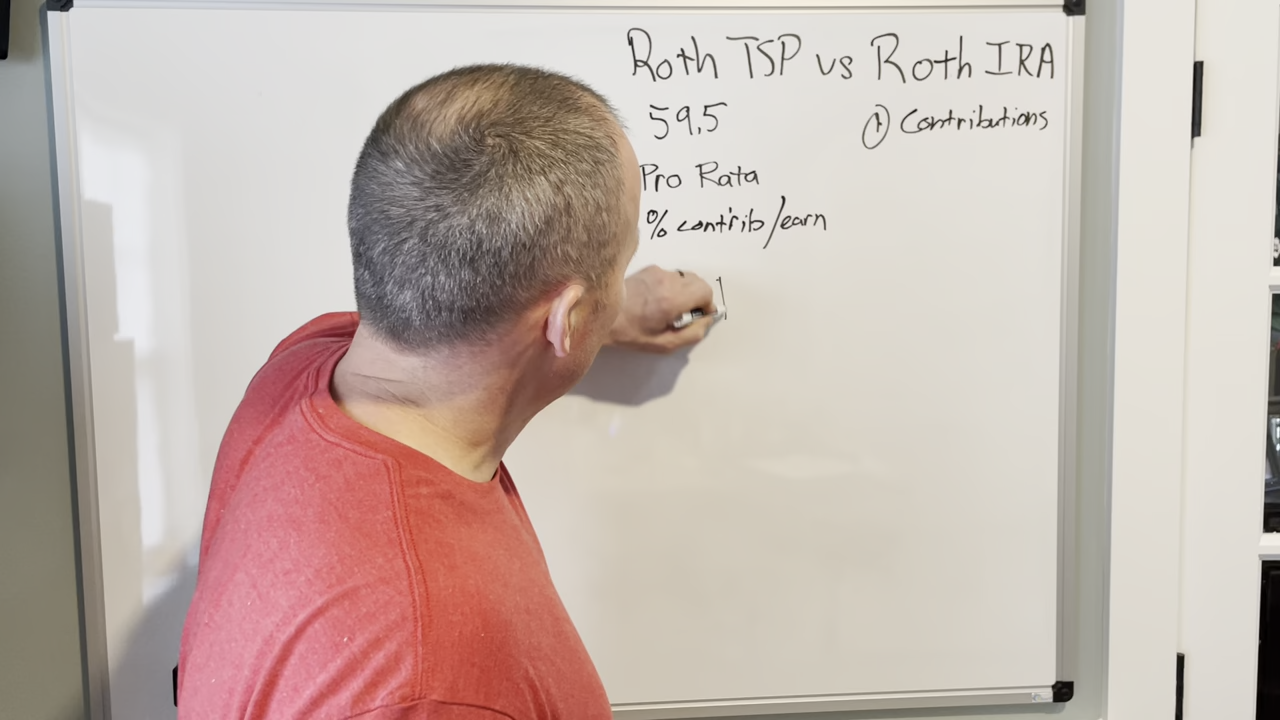 Roth TSP vs Roth IRA
59.5
① Contributions
Pro Rata
% contrib/earn